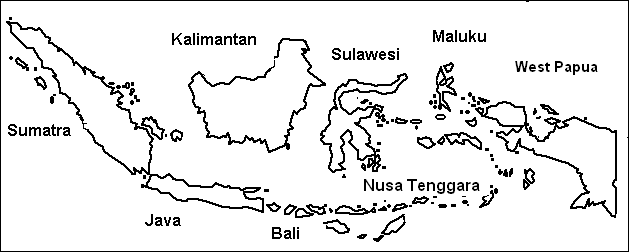 Kalimantan
Sulawesi
Maluku
West Papua
Sumatra
Nusa Tenggara
Java
Bali